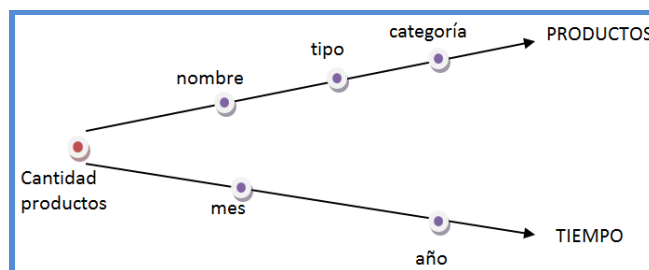 categoría
PRODUCTOS
tipo
nombre
Cantidad
productos
mes
año
TIEMPO